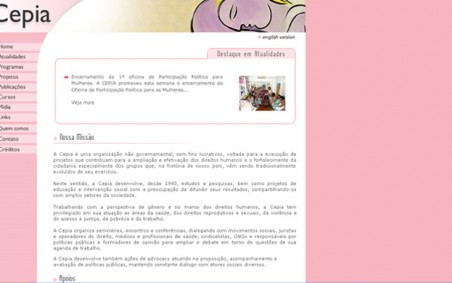 Cepia
english version
Home
Atualidades
Programas
Projetos
Publicações
Cursos
Mídia
Links
Quem somos
Contato
Créditos
Destaque em Atualidades
Encerramento da 1ª oficina de Participação Política para
Mulheres. A CEPIA promoveu esta semana o encerramento da
Oficina de Participação Política para as Mulheres...
Veja mais
Nossa Missão
A Cepia é uma organização não governamental, sem fins lucrativos, voltada para a execução de
projetos que contribuam para a ampliação e efetivação dos direitos humanos e o fortalecimento da
cidadania especialmente dos grupos que, na história de nosso país, vêm sendo tradicionalmente
excluídos de seu exercício.
Neste sentido, a Cepia desenvolve, desde 1990, estudos e pesquisas, bem como projetos de
educação e intervenção social com a preocupação de difundir seus resultados, compartilhando-os
com amplos setores da sociedade.
Trabalhando com a perspectiva de gênero e no marco dos direitos humanos, a Cepia tem
privilegiado em sua atuação as áreas da saúde, dos direitos reprodutivos e sexuais, da violência e
do acesso à justiça, da pobreza e do trabalho.
A Cepia organiza seminários, encontros e conferências, dialogando com movimentos sociais, juristas
e operadores do direito, médicos e profissionais de saúde, sindicalistas, ONGs e responsáveis por
políticas públicas e formadores de opinião para ampliar o debate em torno de questões de sua
agenda de trabalho.
A Cepia desenvolve também ações de advocacy atuando na proposição, acompanhamento e
avaliação de políticas públicas, mantendo constante diálogo com atores sociais diversos.
Apoios